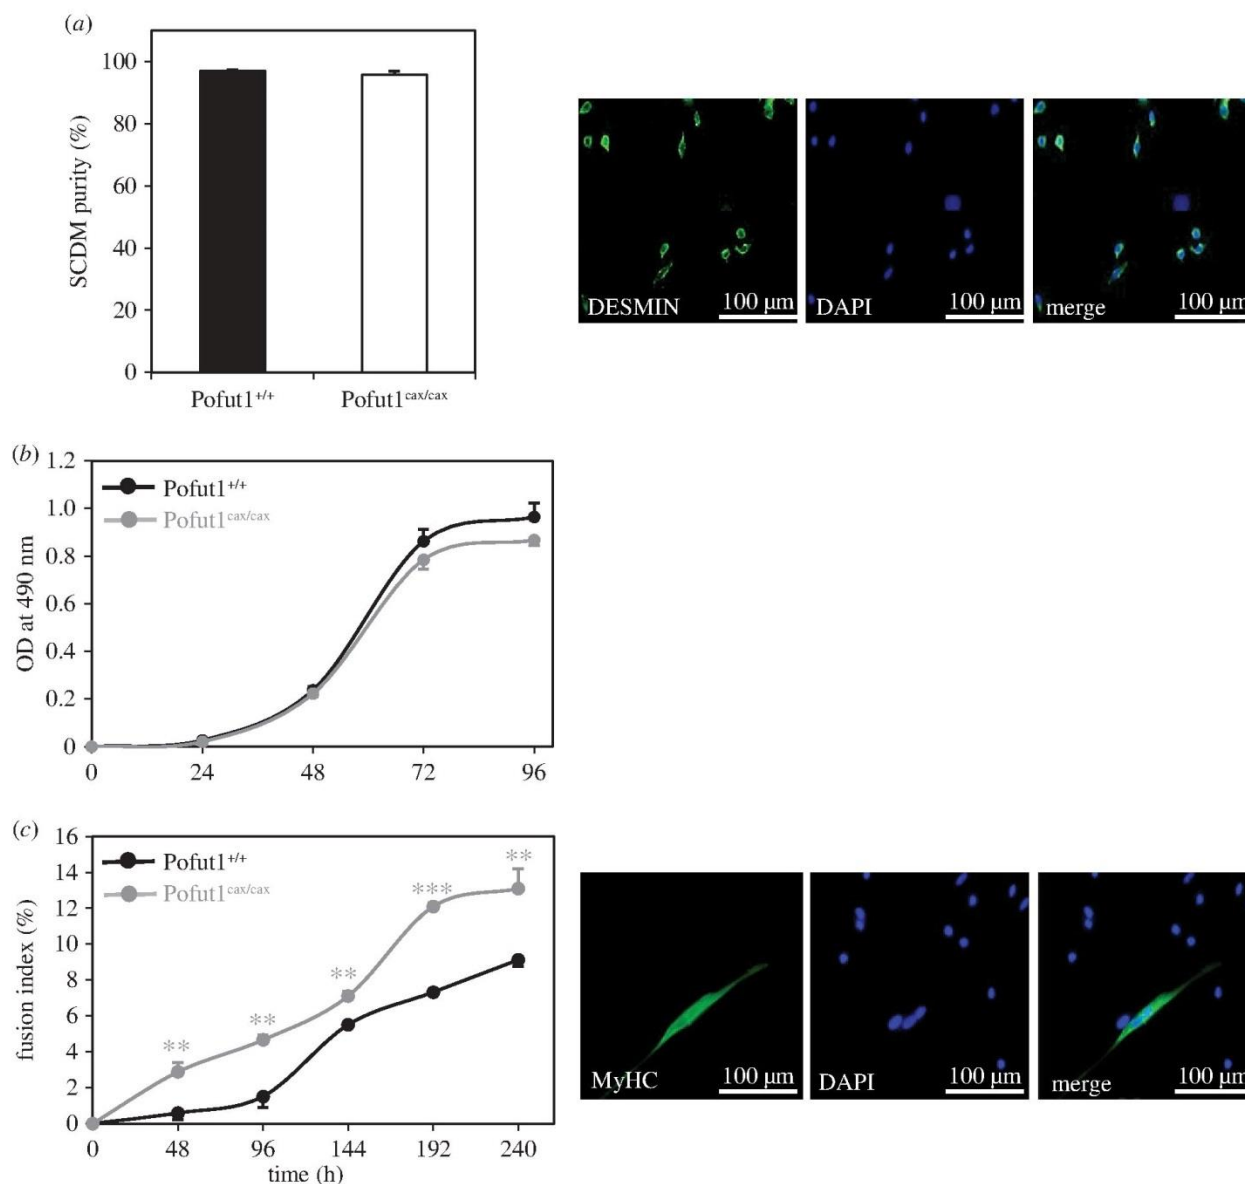 (a)
100
80
60
40
20
0
SCDM purity (%)
Pofut1+/+
Pofut1cax/cax
DESMIN
100 µm
DAPI
100 µm
merge
100 µm
(b)
1.2
1.0
0.8
0.6
0.4
0.2
0
OD at 490 nm
Pofut1+/+
Pofut1cax/cax
0 24 48 72 96
(c)
16
14
12
10
8
6
4
2
0
fusion index (%)
Pofut1+/+
Pofut1cax/cax
**
**
**
***
**
0 48 96 144 192 240
time (h)
MyHC
100 µm
DAPI
100 µm
merge
100 µm